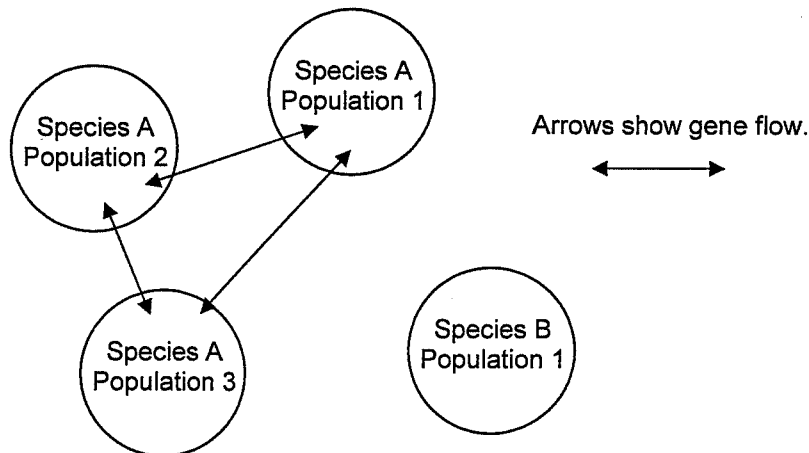 Species A
Population 1
Species A
Population 2
Arrows show gene flow.
Species A
Population 3
Species B
Population 1